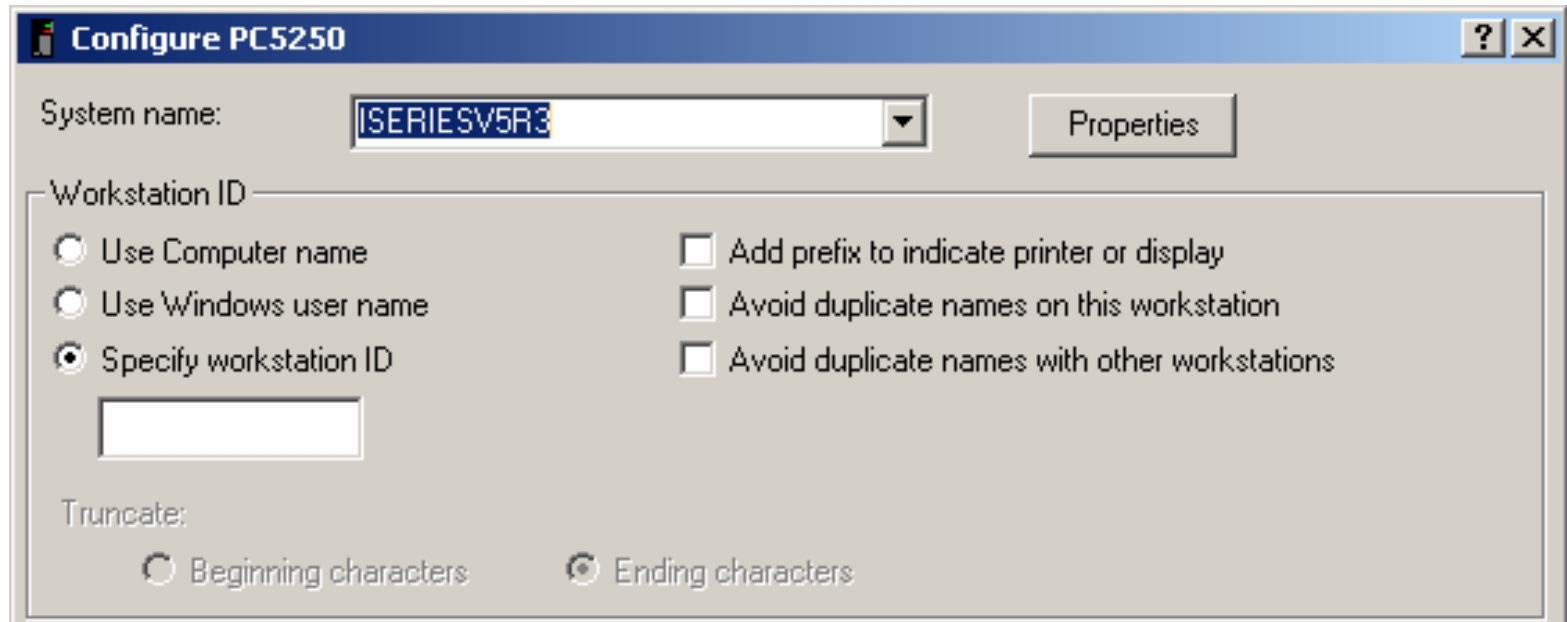 Configure PC5250
System name: ISERIESV5R3 Properties
Workstation ID
Use Computer name Add prefix to indicate printer or display
Use Windows user name Avoid duplicate names on this workstation
Specify workstation ID Avoid duplicate names with other workstations
Truncate:
Beginning characters Ending characters